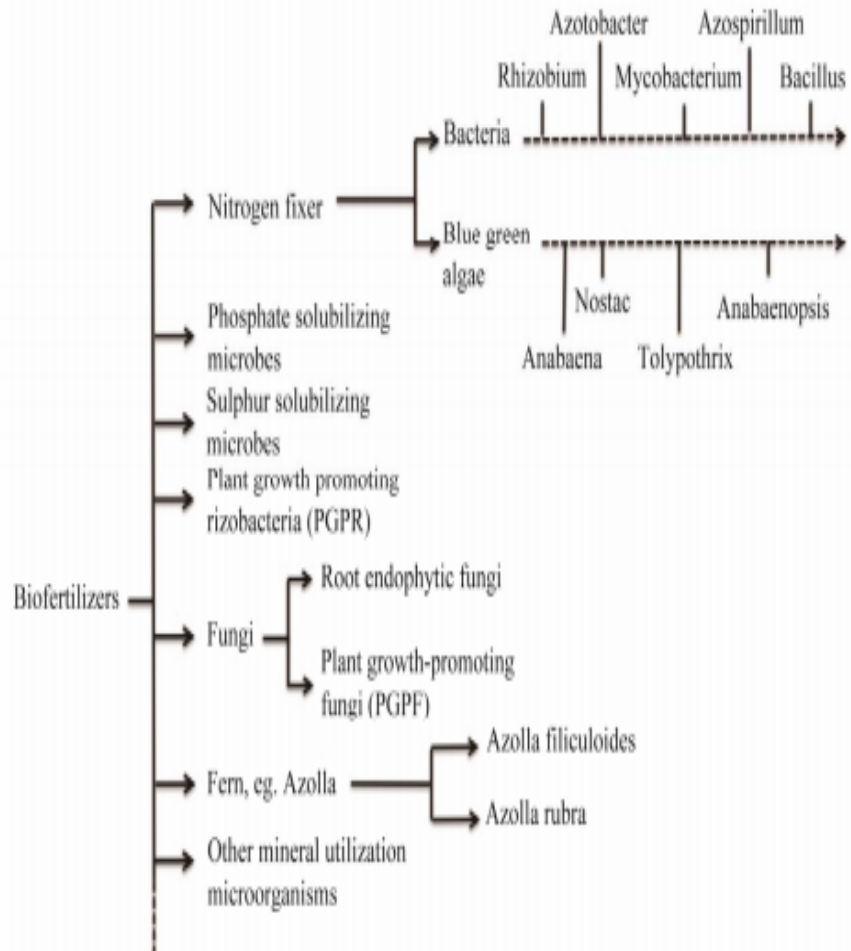 Azotobacter
Azospirillum
Rhizobium
Mycobacterium
Bacillus
Bacteria
Nitrogen fixer
Blue green
algae
Nostac
Anabaenopsis
Anabaena
Tolypothrix
Phosphate solubilizing
microbes
Sulphur solubilizing
microbes
Plant growth promoting
rizobacteria (PGPR)
Biofertilizers
Fungi
Root endophytic fungi
Plant growth-promoting
fungi (PGPF)
Fern, eg. Azolla
Azolla filiculoides
Azolla rubra
Other mineral utilization
microorganisms